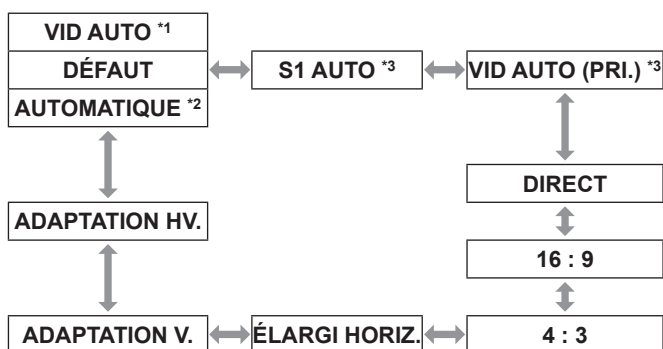 VID AUTO *1
DÉFAUT
AUTOMATIQUE *2
S1 AUTO *3
VID AUTO (PRI.) *3
DIRECT
16 : 9
4 : 3
ÉLARGI HORIZ.
ADAPTATION V.
ADAPTATION HV.